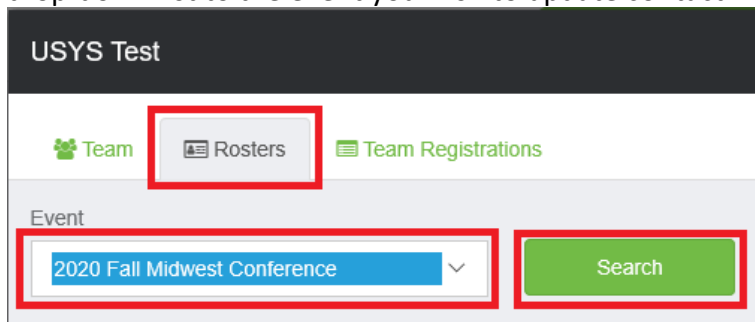 USYS Test
Team Rosters Team Registrations
Event
2020 Fall Midwest Conference Search